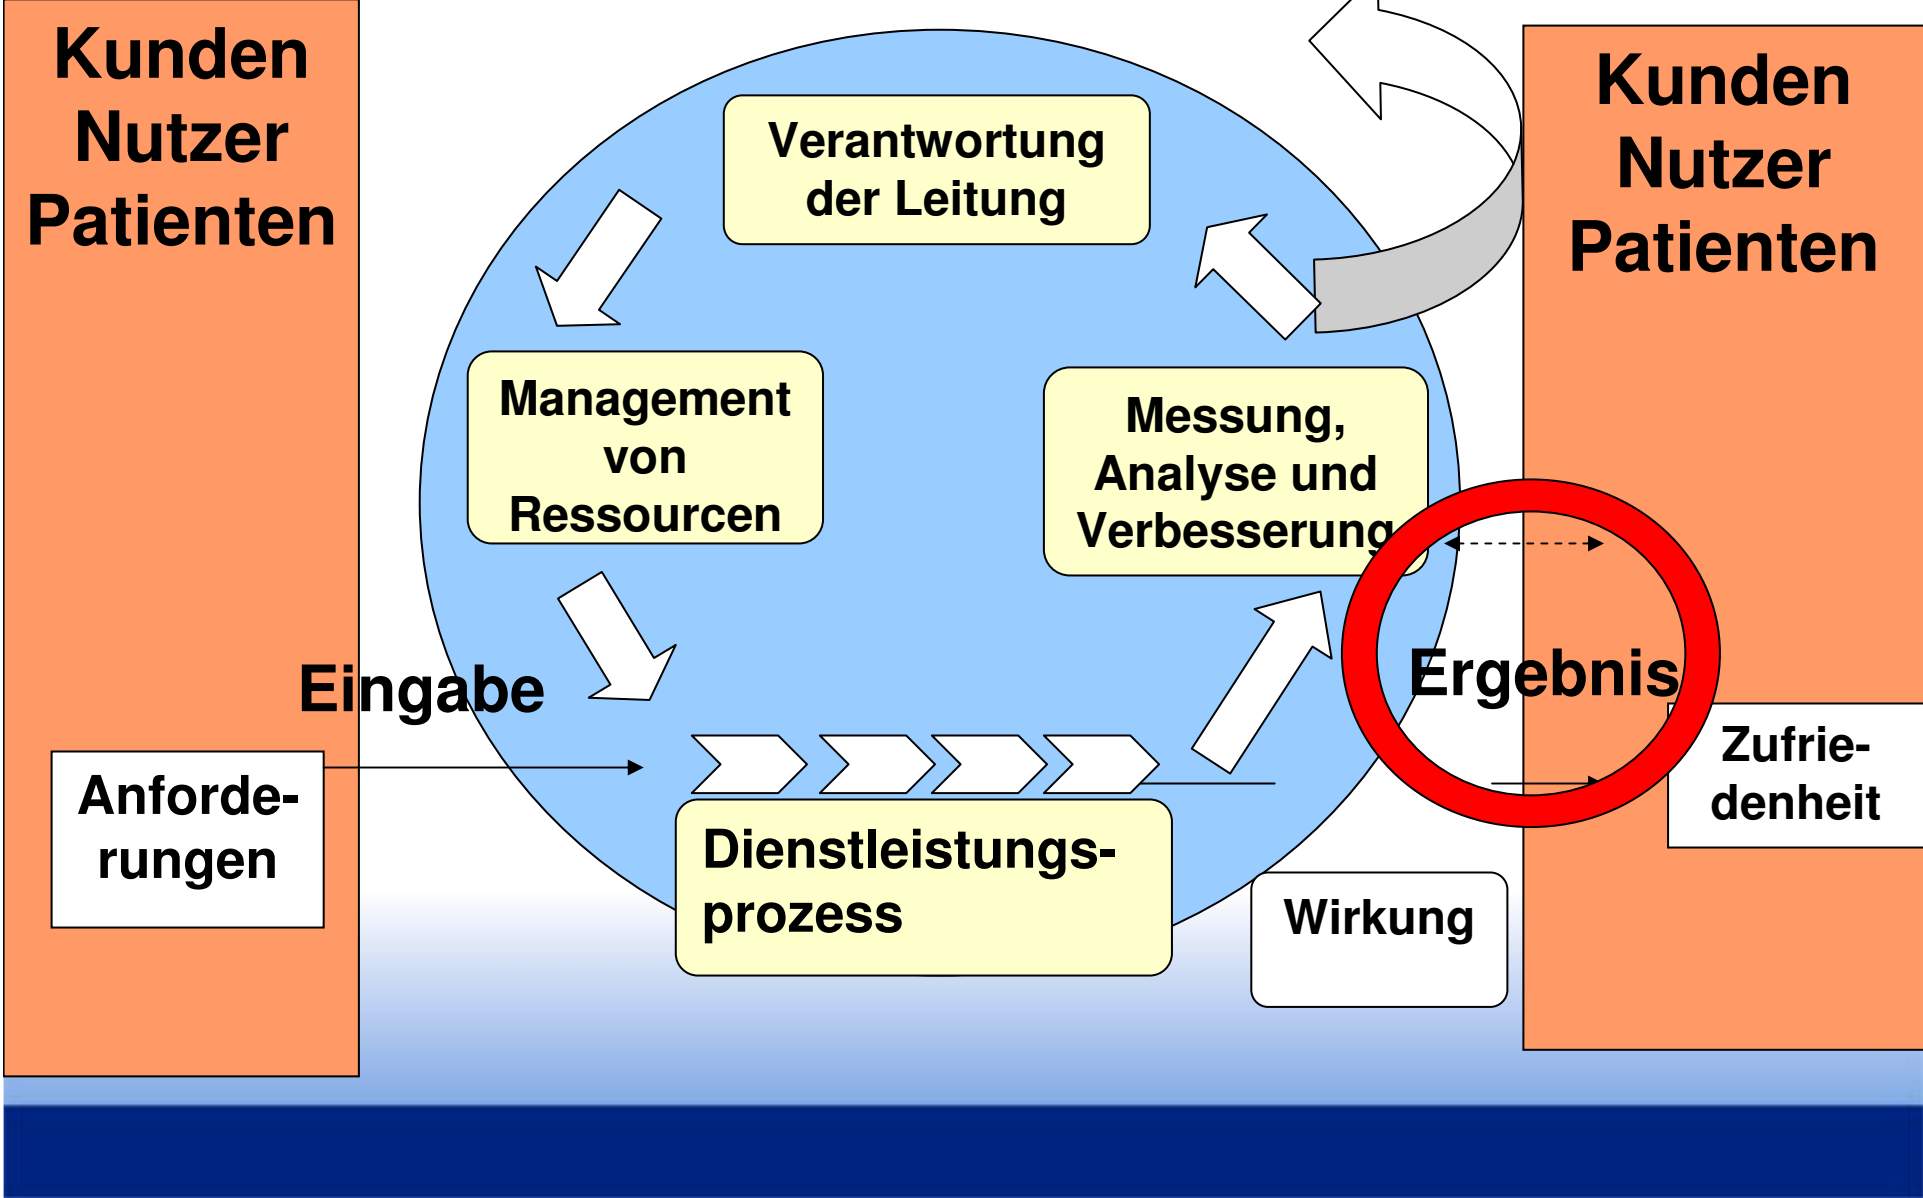 Kunden
Nutzer
Patienten
Verantwortung
der Leitung
Kunden
Nutzer
Patienten
Management
von
Ressourcen
Messung,
Analyse und
Verbesserung
Eingabe
Ergebnis
Anforde-
rungen
Zufrie-
denheit
Dienstleistungs-
prozess
Wirkung